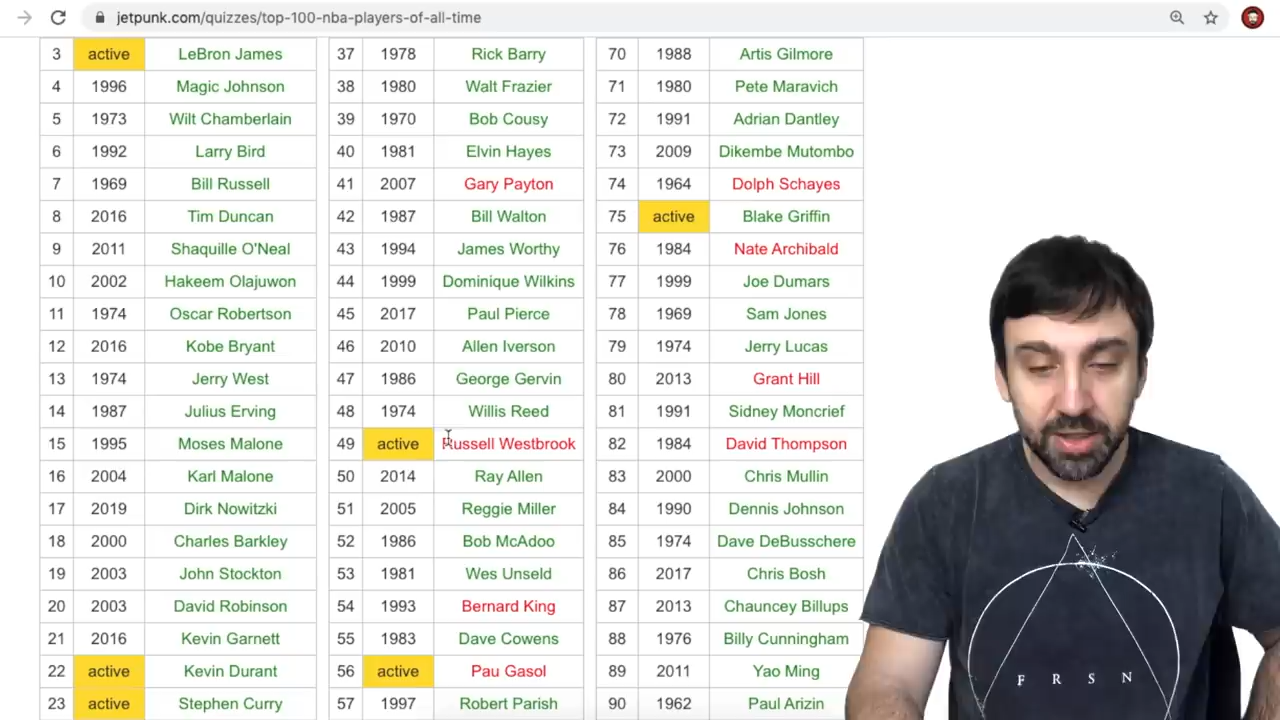 jetpunk.com/quizzes/top-100-nba-players-of-all-time
3 active LeBron James
4 1996 Magic Johnson
5 1973 Wilt Chamberlain
6 1992 Larry Bird
7 1969 Bill Russell
8 2016 Tim Duncan
9 2011 Shaquille O'Neal
10 2002 Hakeem Olajuwon
11 1974 Oscar Robertson
12 2016 Kobe Bryant
13 1974 Jerry West
14 1987 Julius Erving
15 1995 Moses Malone
16 2004 Karl Malone
17 2019 Dirk Nowitzki
18 2000 Charles Barkley
19 2003 John Stockton
20 2003 David Robinson
21 2016 Kevin Garnett
22 active Kevin Durant
23 active Stephen Curry
37 1978 Rick Barry
38 1980 Walt Frazier
39 1970 Bob Cousy
40 1981 Elvin Hayes
41 2007 Gary Payton
42 1987 Bill Walton
43 1994 James Worthy
44 1999 Dominique Wilkins
45 2017 Paul Pierce
46 2010 Allen Iverson
47 1986 George Gervin
48 1974 Willis Reed
49 active Russell Westbrook
50 2014 Ray Allen
51 2005 Reggie Miller
52 1986 Bob McAdoo
53 1981 Wes Unseld
54 1993 Bernard King
55 1983 Dave Cowens
56 active Pau Gasol
57 1997 Robert Parish
70 1988 Artis Gilmore
71 1980 Pete Maravich
72 1991 Adrian Dantley
73 2009 Dikembe Mutombo
74 1964 Dolph Schayes
75 active Blake Griffin
76 1984 Nate Archibald
77 1999 Joe Dumars
78 1969 Sam Jones
79 1974 Jerry Lucas
80 2013 Grant Hill
81 1991 Sidney Moncrief
82 1984 David Thompson
83 2000 Chris Mullin
84 1990 Dennis Johnson
85 1974 Dave DeBusschere
86 2017 Chris Bosh
87 2013 Chauncey Billups
88 1976 Billy Cunningham
89 2011 Yao Ming
90 1962 Paul Arizin
F R S N